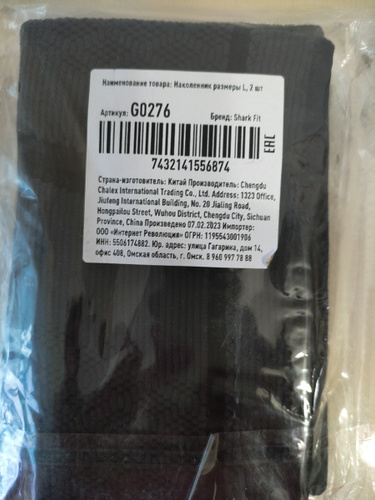 Наименование товара: Наколенник размеры L, 2 шт
Артикул: G0276 Бренд: Shark Fit
EAC
7432141556874
Страна-изготовитель: Китай Производитель: Chengdu
Chalex International Trading Co., Ltd. Address: 1323 Office,
Jiufeng International Building, No. 20 Jialing Road,
Hongpailou Street, Wuhou District, Chengdu City, Sichuan
Province, China Произведено 07.02.2023 Импортер:
ООО «Интернет Революция» ОГРН: 1195543001906
ИНН: 5506174882. Юр. адрес: улица Гагарина, дом 14,
офис 408, Омская область, г. Омск. 8 960 997 78 88